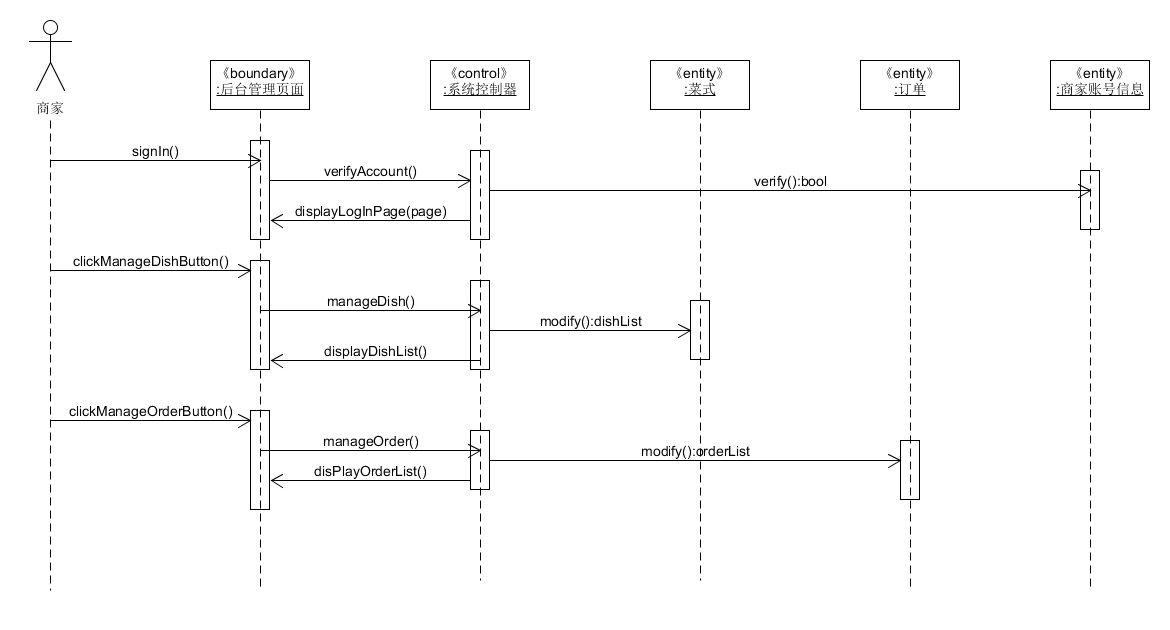 商家
《boundary》
:后台管理页面
《control》
:系统控制器
《entity》
:菜式
《entity》
:订单
《entity》
:商家账号信息
signIn()
verifyAccount()
verify():bool
displayLogInPage(page)
clickManageDishButton()
manageDish()
modify():dishList
displayDishList()
clickManageOrderButton()
manageOrder()
modify():orderList
disPlayOrderList()